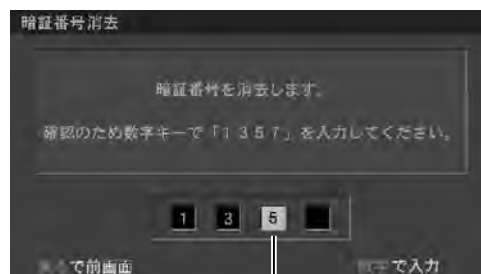 暗証番号消去
暗証番号を消去します。
確認のため数字キーで「1357」を入力してください。
1 3 5
で前画面 で入力